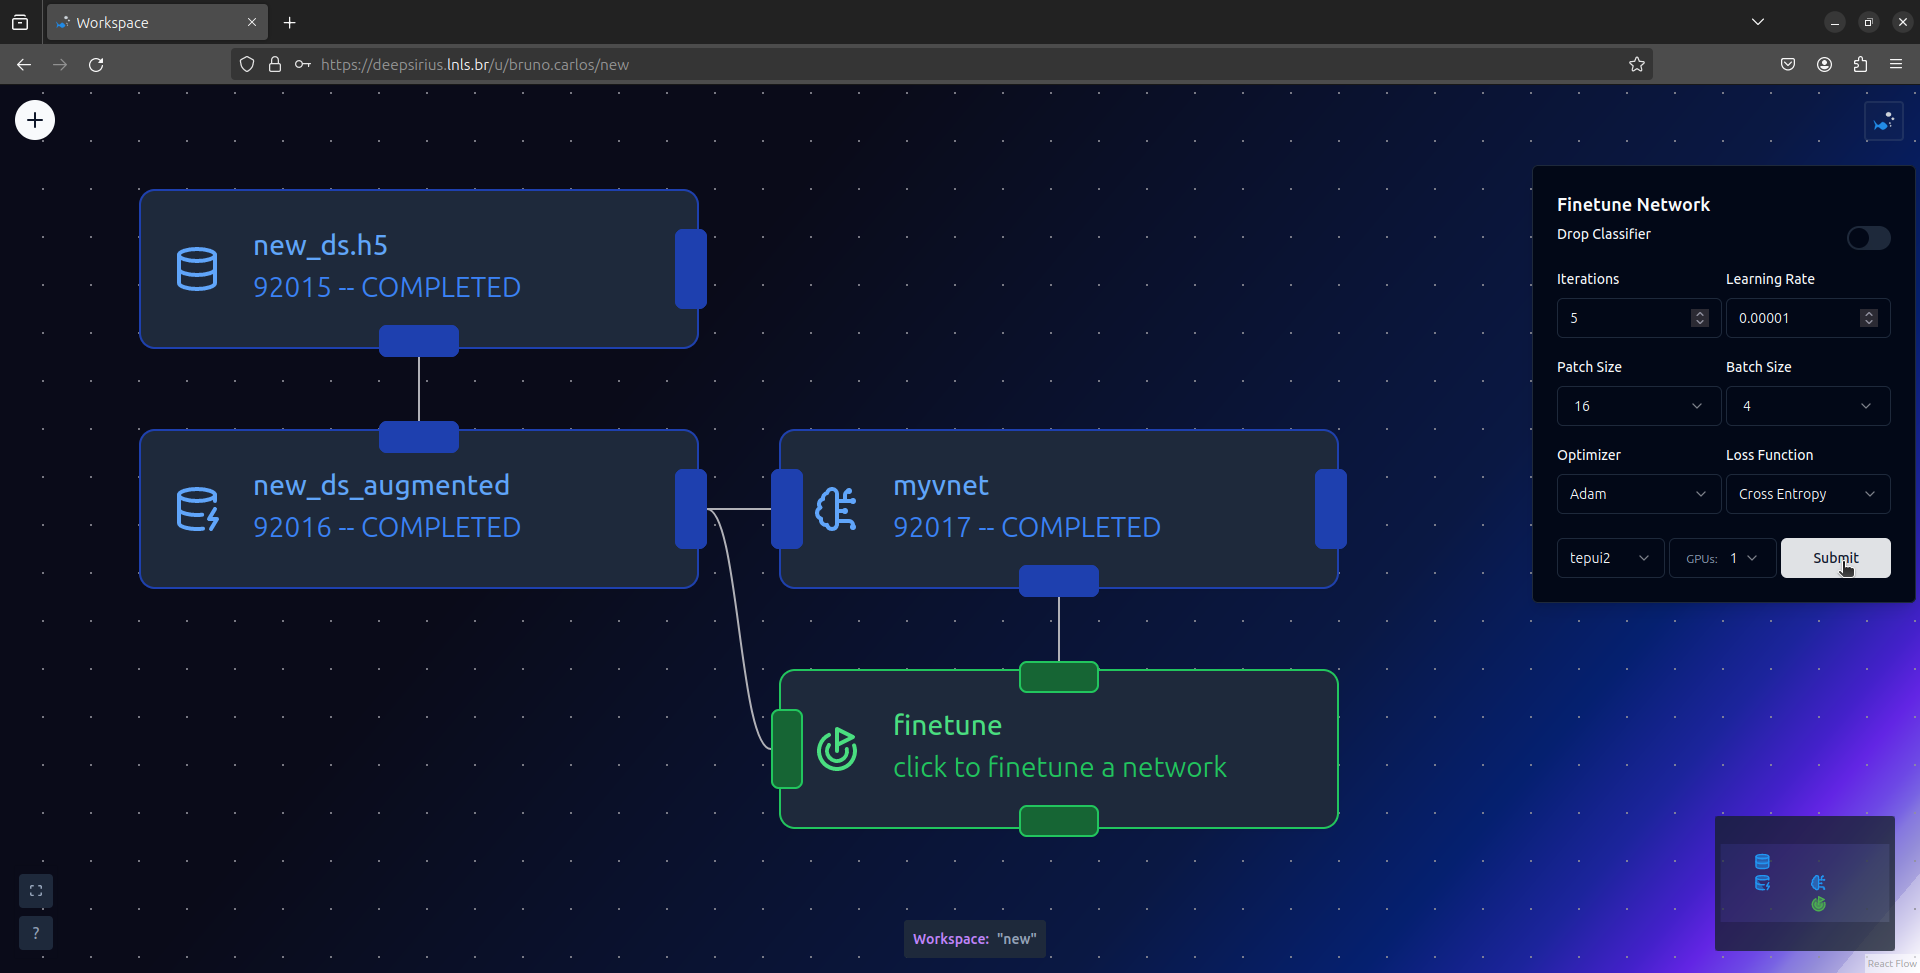 Workspace
https://deepsirius.lnls.br/u/bruno.carlos/new
new_ds.h5
92015 -- COMPLETED
new_ds_augmented
92016 -- COMPLETED
myvnet
92017 -- COMPLETED
finetune
click to finetune a network
Finetune Network
Drop Classifier
Iterations Learning Rate
5 0.00001
Patch Size Batch Size
16 4
Optimizer Loss Function
Adam Cross Entropy
tepui2 GPUs: 1 Submit
?
Workspace: "new"
React Flow